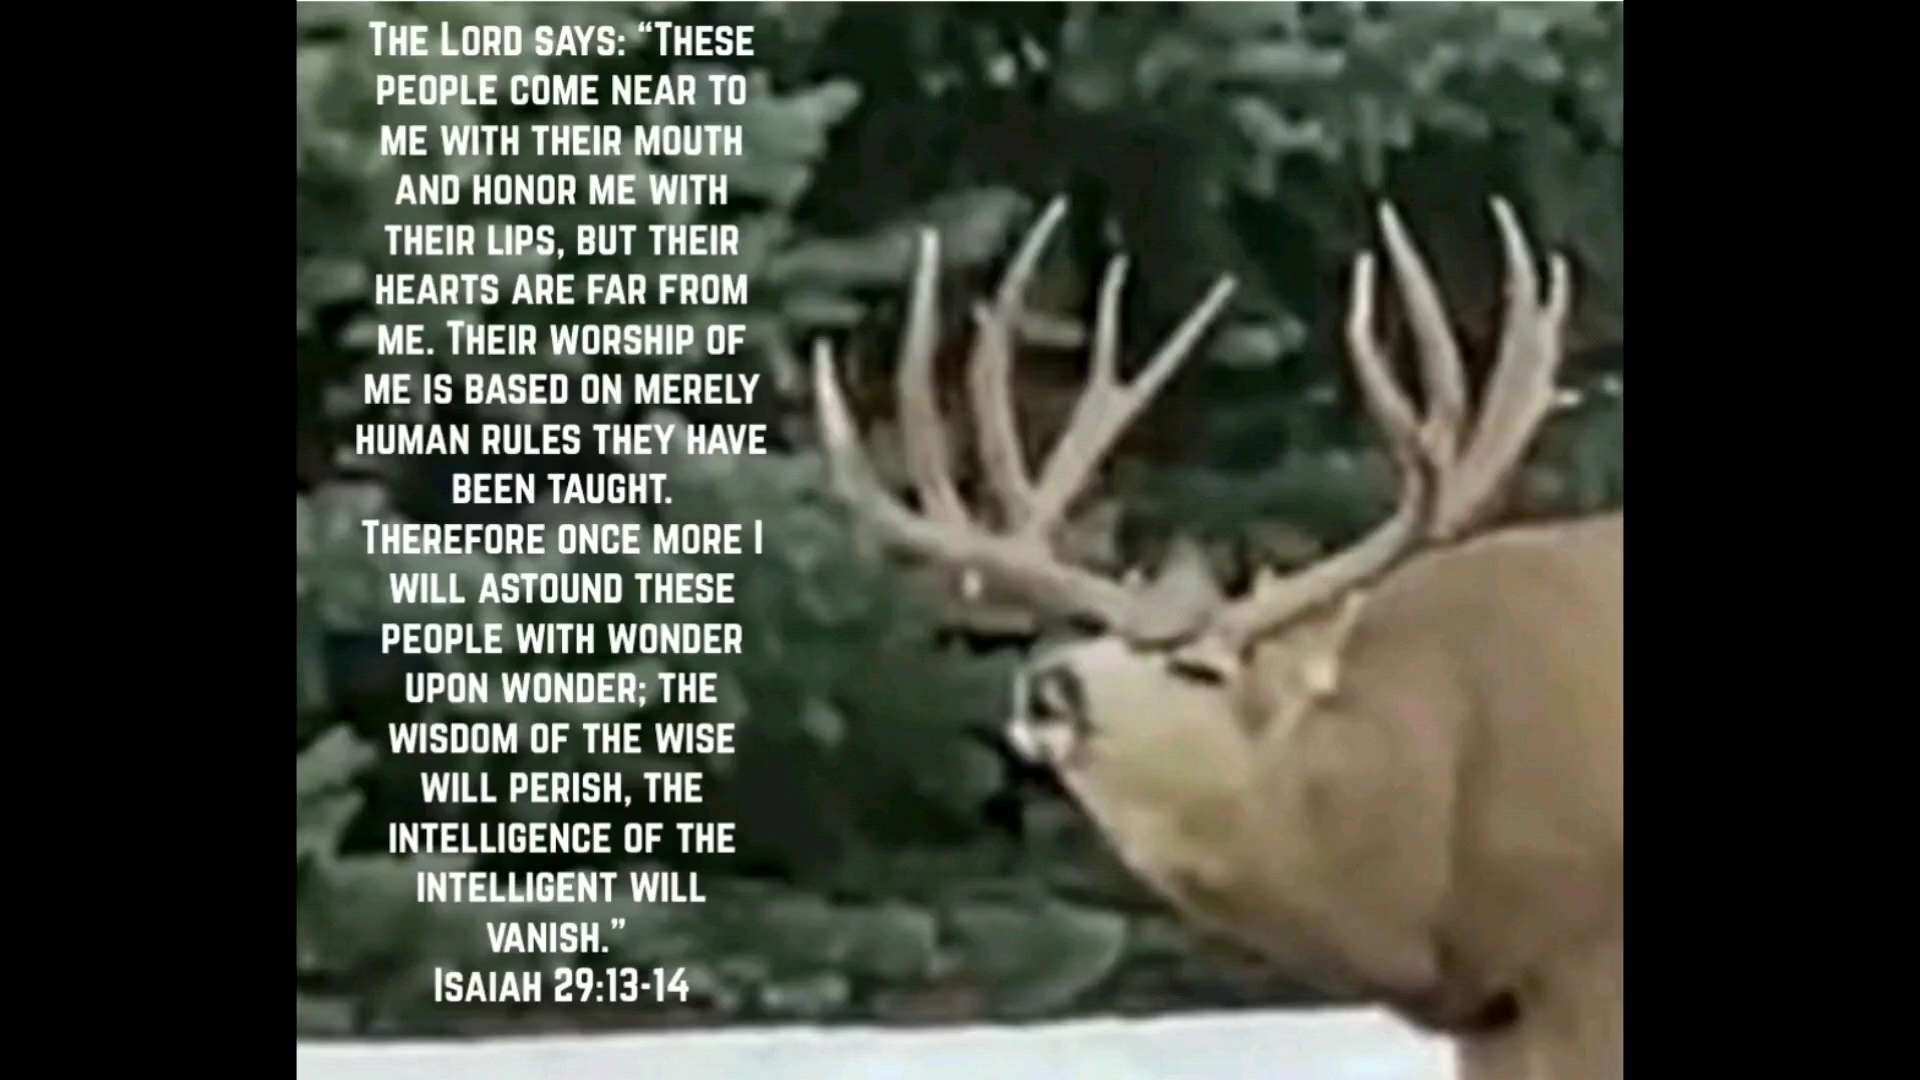 The Lord says: “These
people come near to
me with their mouth
and honor me with
their lips, but their
hearts are far from
me. Their worship of
me is based on merely
human rules they have
been taught.
Therefore once more I
will astound these
people with wonder
upon wonder; the
wisdom of the wise
will perish, the
intelligence of the
intelligent will
vanish.”
Isaiah 29:13-14